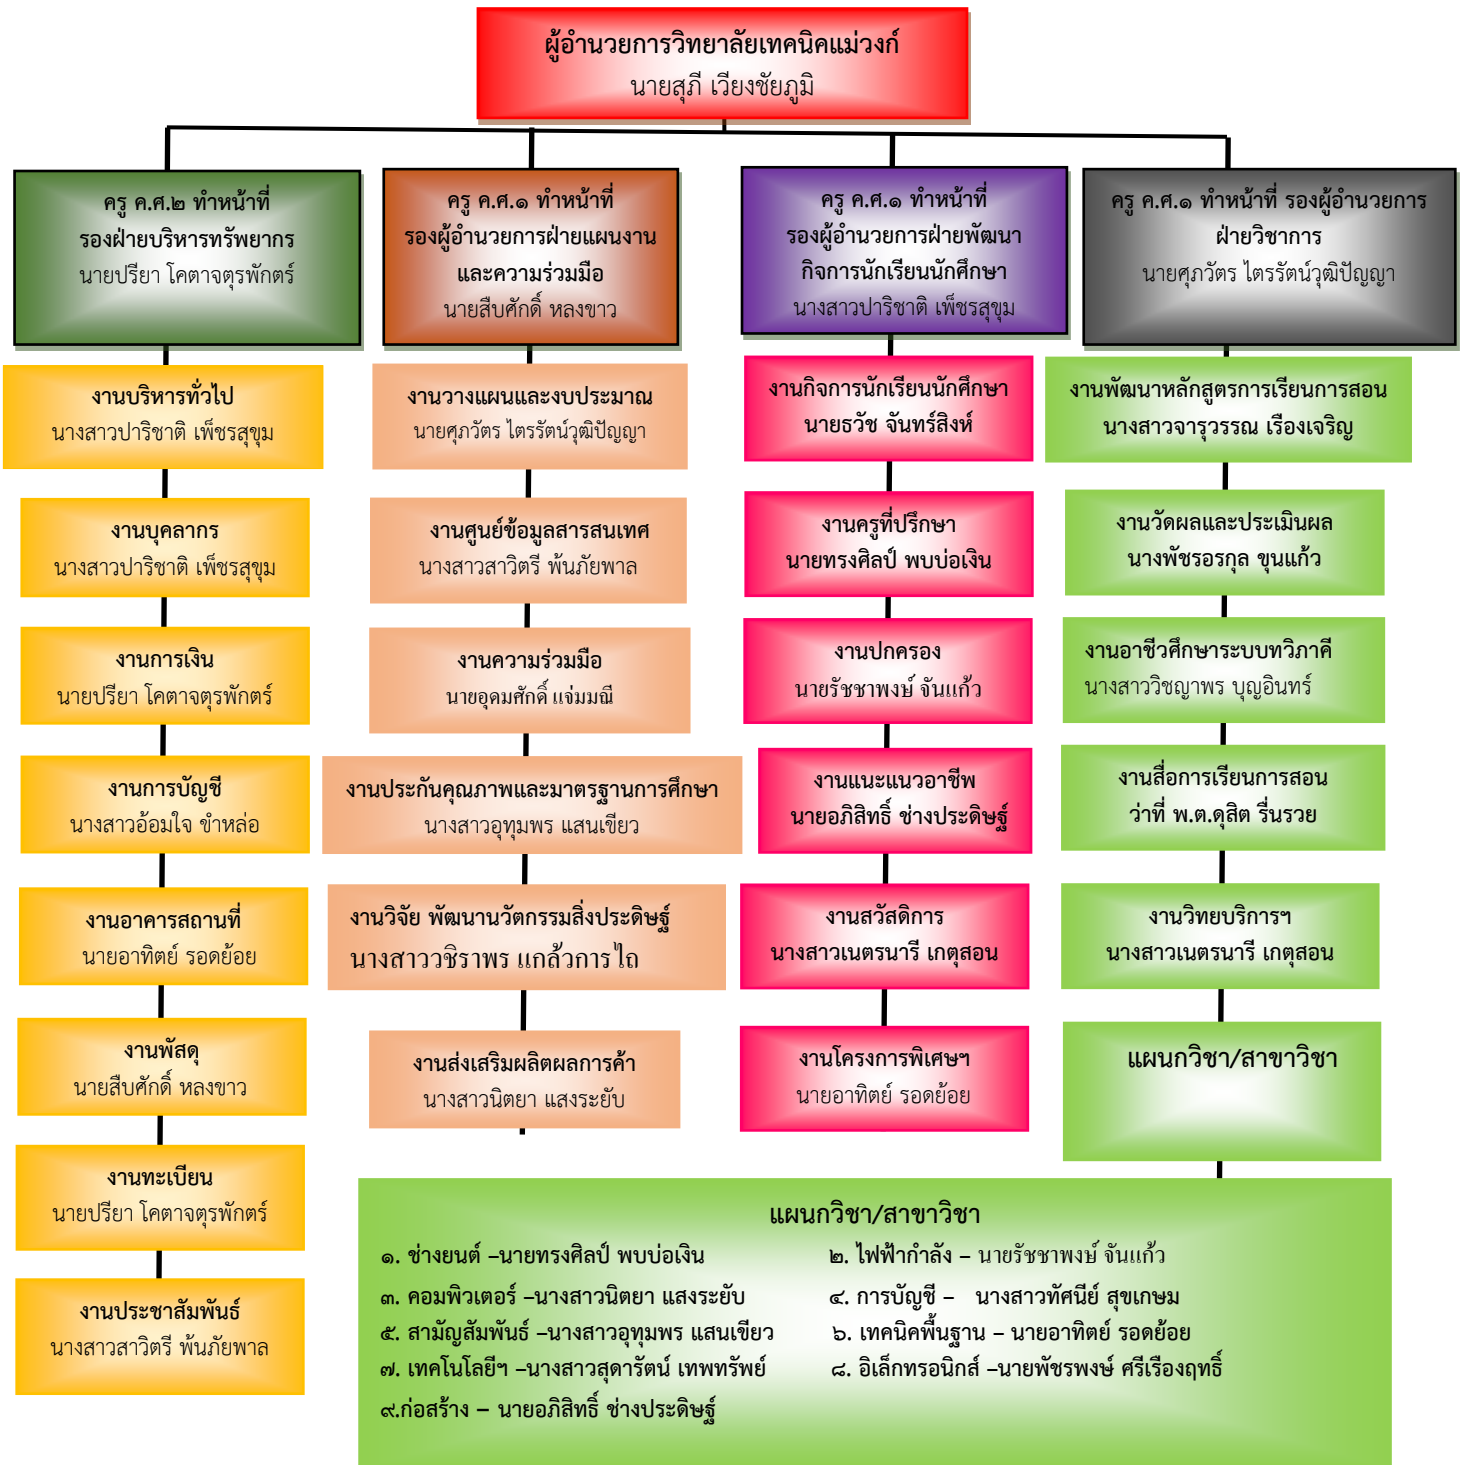 ผู้อำนวยการวิทยาลัยเทคนิคแม่วงก์
นายสุภี เวียงชัยภูมิ
ครู ค.ศ.๒ ทำหน้าที่
รองฝ่ายบริหารทรัพยากร
นายปรียา โคตาจตุรพักตร์
ครู ค.ศ.๑ ทำหน้าที่
รองผู้อำนวยการฝ่ายแผนงาน
และความร่วมมือ
นายสืบศักดิ์ หลงขาว
ครู ค.ศ.๑ ทำหน้าที่
รองผู้อำนวยการฝ่ายพัฒนา
กิจการนักเรียนนักศึกษา
นางสาวปาริชาติ เพ็ชรสุขุม
ครู ค.ศ.๑ ทำหน้าที่ รองผู้อำนวยการ
ฝ่ายวิชาการ
นายศุภวัตร ไตรรัตน์วุฒิปัญญา
งานบริหารทั่วไป
นางสาวปาริชาติ เพ็ชรสุขุม
งานบุคลากร
นางสาวปาริชาติ เพ็ชรสุขุม
งานการเงิน
นายปรียา โคตาจตุรพักตร์
งานการบัญชี
นางสาวอ้อมใจ ขำหล่อ
งานอาคารสถานที่
นายอาทิตย์ รอดย้อย
งานพัสดุ
นายสืบศักดิ์ หลงขาว
งานทะเบียน
นายปรียา โคตาจตุรพักตร์
งานประชาสัมพันธ์
นางสาวสาวิตรี พ้นภัยพาล
งานวางแผนและงบประมาณ
นายศุภวัตร ไตรรัตน์วุฒิปัญญา
งานศูนย์ข้อมูลสารสนเทศ
นางสาวสาวิตรี พ้นภัยพาล
งานความร่วมมือ
นายอุดมศักดิ์ แจ่มมณี
งานประกันคุณภาพและมาตรฐานการศึกษา
นางสาวอุทุมพร แสนเขียว
งานวิจัย พัฒนานวัตกรรมสิ่งประดิษฐ์
นางสาววชิราพร แกล้วการไถ
งานส่งเสริมผลิตผลการค้า
นางสาวนิตยา แสงระยับ
งานกิจการนักเรียนนักศึกษา
นายธวัช จันทร์สิงห์
งานครูที่ปรึกษา
นายทรงศิลป์ พบบ่อเงิน
งานปกครอง
นายรัชชาพงษ์ จันแก้ว
งานแนะแนวอาชีพ
นายอภิสิทธิ์ ช่างประดิษฐ์
งานสวัสดิการ
นางสาวเนตรนารี เกตุสอน
งานโครงการพิเศษฯ
นายอาทิตย์ รอดย้อย
งานพัฒนาหลักสูตรการเรียนการสอน
นางสาวจารุวรรณ เรืองเจริญ
งานวัดผลและประเมินผล
นางพัชรอรกุล ขุนแก้ว
งานอาชีวศึกษาระบบทวิภาคี
นางสาววิชญาพร บุญอินทร์
งานสื่อการเรียนการสอน
ว่าที่ พ.ต.ดุสิต รื่นรวย
งานวิทยบริการฯ
นางสาวเนตรนารี เกตุสอน
แผนกวิชา/สาขาวิชา
แผนกวิชา/สาขาวิชา
๑. ช่างยนต์ –นายทรงศิลป์ พบบ่อเงิน
๒. ไฟฟ้ากำลัง – นายรัชชาพงษ์ จันแก้ว
๓. คอมพิวเตอร์ –นางสาวนิตยา แสงระยับ
๔. การบัญชี – นางสาวทัศนีย์ สุขเกษม
๕. สามัญสัมพันธ์ –นางสาวอุทุมพร แสนเขียว
๖. เทคนิคพื้นฐาน – นายอาทิตย์ รอดย้อย
๗. เทคโนโลยีฯ –นางสาวสุดารัตน์ เทพทรัพย์
๘. อิเล็กทรอนิกส์ –นายพัชรพงษ์ ศรีเรืองฤทธิ์
๙.ก่อสร้าง – นายอภิสิทธิ์ ช่างประดิษฐ์